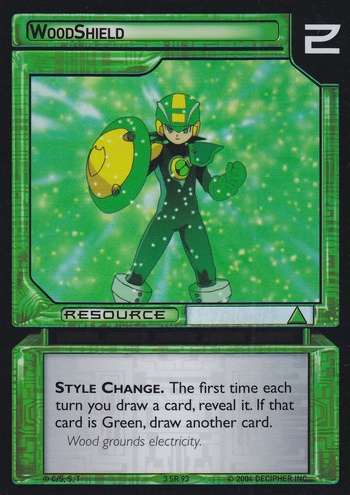 WOODSHIELD
2
RESOURCE
STYLE CHANGE. The first time each
turn you draw a card, reveal it. If that
card is Green, draw another card.
Wood grounds electricity.
© C/S, S, T
3 SR 93
© 2004 DECIPHER INC.